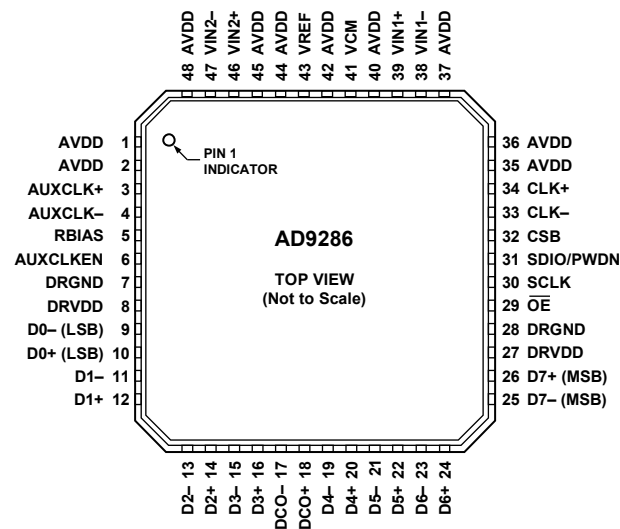 48 AVDD
47 VIN2–
46 VIN2+
45 AVDD
44 AVDD
43 VREF
42 AVDD
41 VCM
40 AVDD
39 VIN1+
38 VIN1–
37 AVDD
AVDD 1
AVDD 2
AUXCLK+ 3
AUXCLK– 4
RBIAS 5
AUXCLKEN 6
DRGND 7
DRVDD 8
D0– (LSB) 9
D0+ (LSB) 10
D1– 11
D1+ 12
PIN 1
INDICATOR
AD9286
TOP VIEW
(Not to Scale)
36 AVDD
35 AVDD
34 CLK+
33 CLK–
32 CSB
31 SDIO/PWDN
30 SCLK
29 O̅E̅
28 DRGND
27 DRVDD
26 D7+ (MSB)
25 D7– (MSB)
D2– 13
D2+ 14
D3– 15
D3+ 16
DCO– 17
DCO+ 18
D4– 19
D4+ 20
D5– 21
D5+ 22
D6– 23
D6+ 24